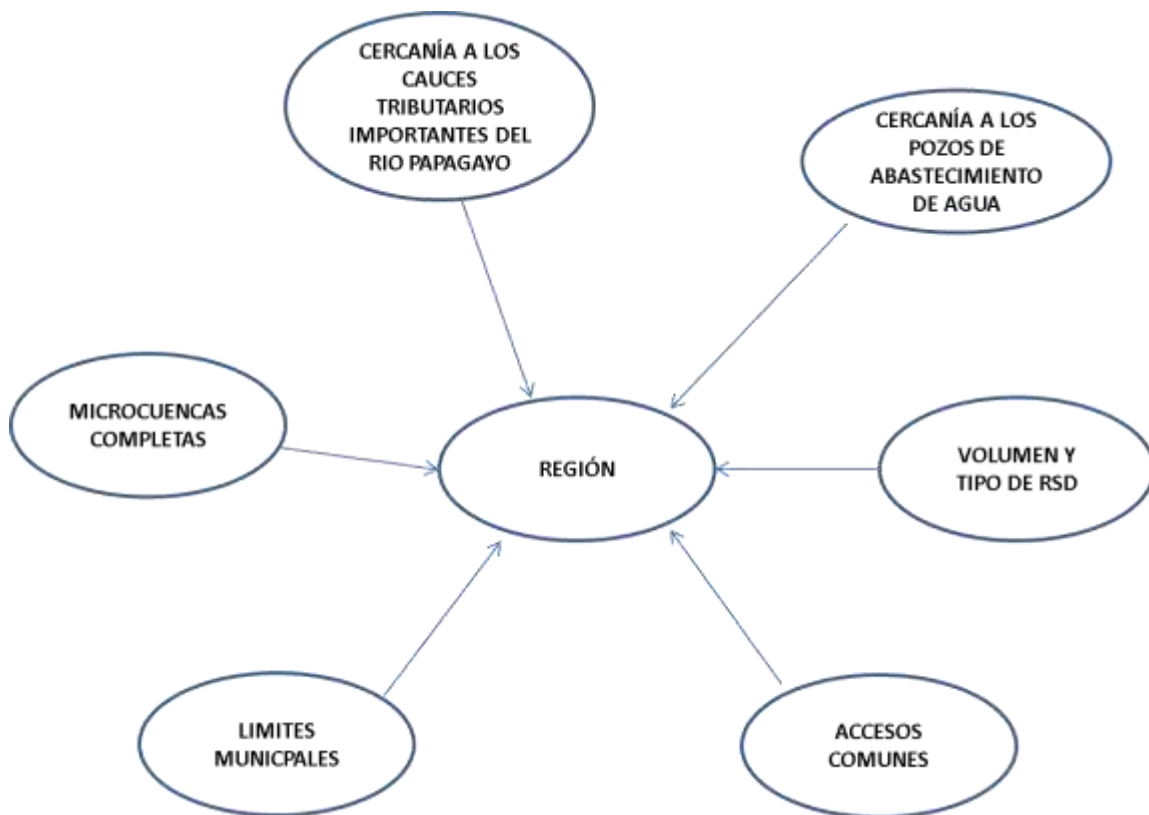 CERCANÍA A LOS
CAUCES
TRIBUTARIOS
IMPORTANTES DEL
RIO PAPAGAYO
CERCANÍA A LOS
POZOS DE
ABASTECIMIENTO
DE AGUA
MICROCUENCAS
COMPLETAS
REGIÓN
VOLUMEN Y
TIPO DE RSD
LIMITES
MUNICPALES
ACCESOS
COMUNES